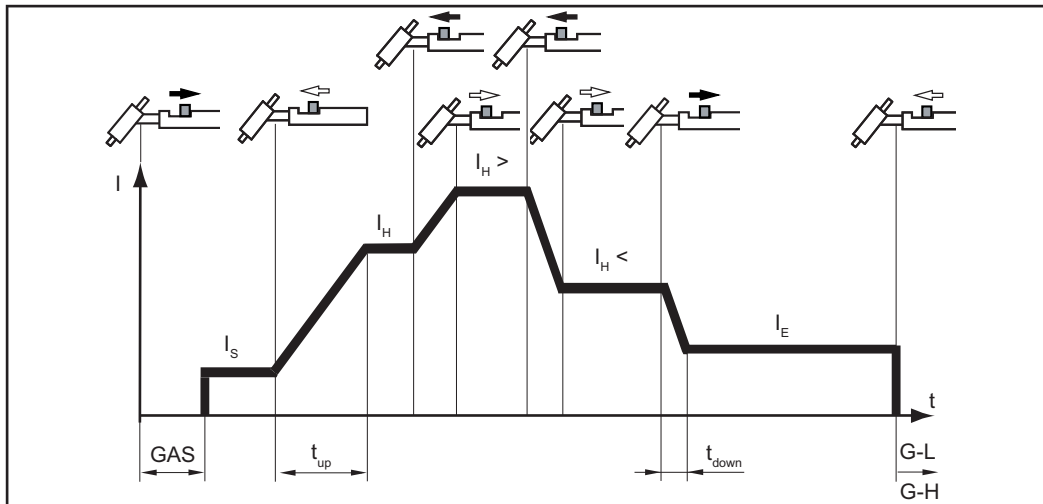 I
I_H >
I_H
I_H <
I_E
I_S
t
GAS
t_up
t_down
G-L
G-H